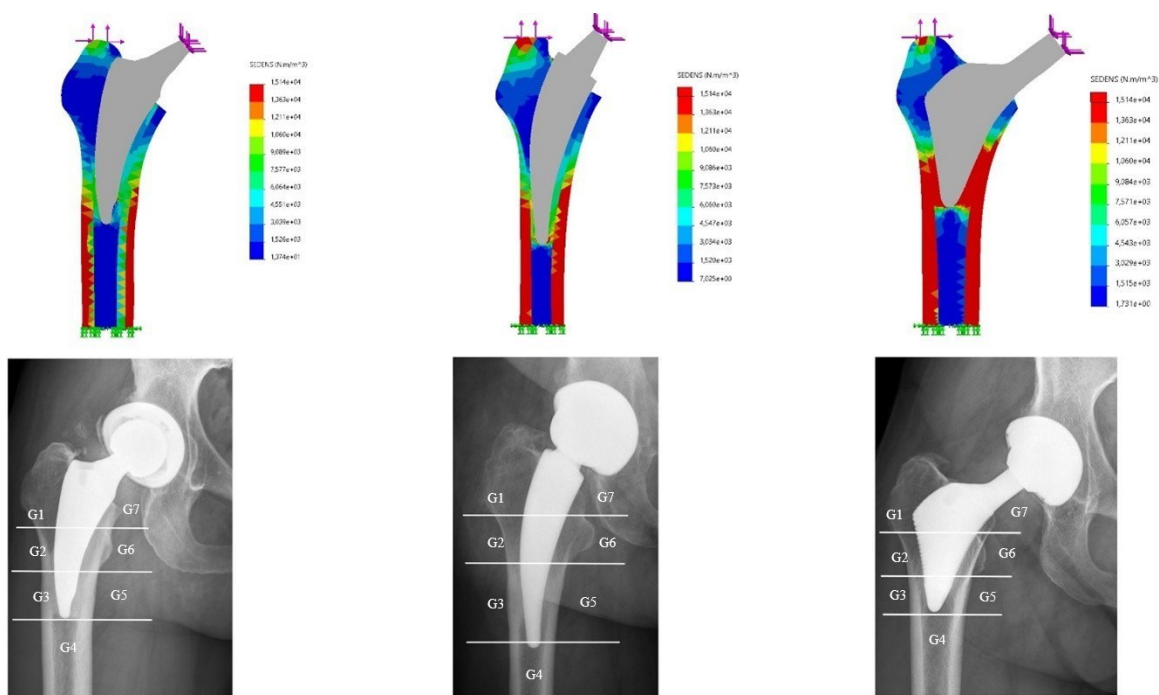 SEDENS (N.m/m^3)
1,514e+04
1,363e+04
1,211e+04
1,060e+04
9,089e+03
7,577e+03
6,064e+03
4,551e+03
3,039e+03
1,526e+03
1,374e+01
SEDENS (N.m/m^3)
1,514e+04
1,363e+04
1,211e+04
1,060e+04
9,086e+03
7,573e+03
6,060e+03
4,547e+03
3,034e+03
1,520e+03
7,025e+00
SEDENS (N.m/m^3)
1,514e+04
1,363e+04
1,211e+04
1,060e+04
9,084e+03
7,571e+03
6,057e+03
4,543e+03
3,029e+03
1,515e+03
1,731e+00
G1
G7
G2
G6
G3
G5
G4
G1
G7
G2
G6
G3
G5
G4
G1
G7
G2
G6
G3
G5
G4